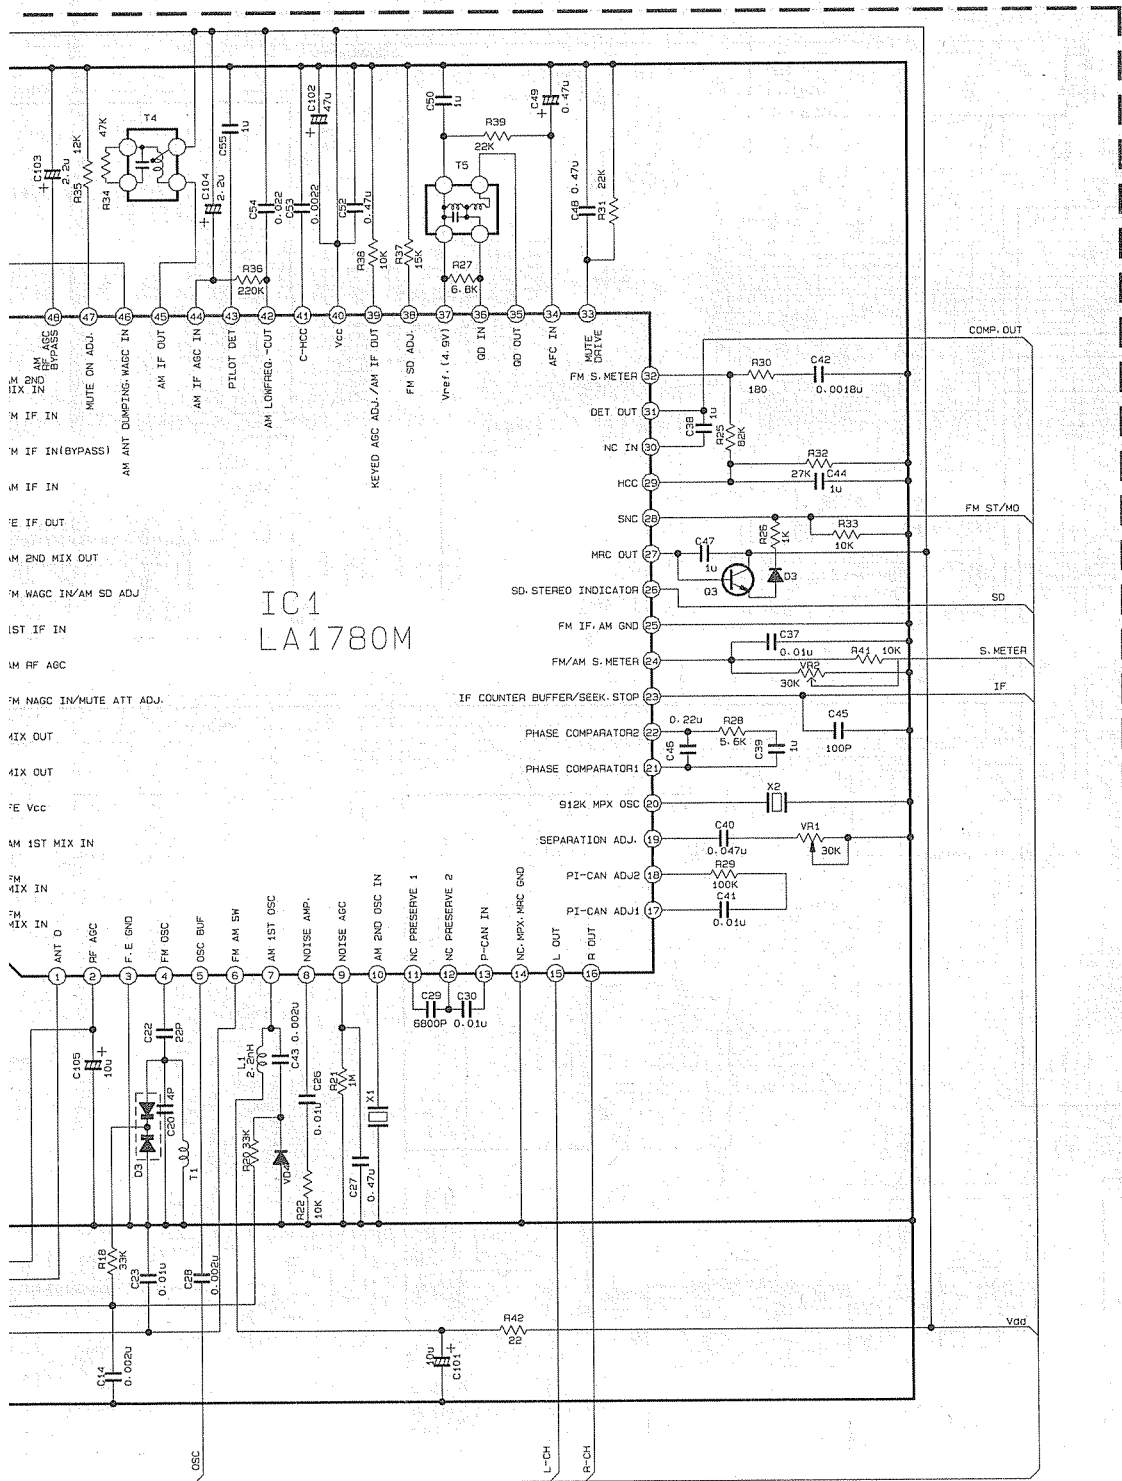 C103
2.2u
R35
12K
R34
47K
T4
C104
2.2u
C55
1u
C54
0.022
C53
0.0022
C102
47u
C52
0.47u
R38
10K
R37
15K
C50
1u
R39
22K
T5
C49
0.47u
C48 0.47u
R31
22K
R36
220K
R27
6.8K
48
47
46
45
44
43
42
41
40
39
38
37
36
35
34
33
AM
RF AGC
BYPASS
MUTE ON ADJ.
AM ANT DUMPING.WAGC IN
AM IF OUT
AM IF AGC IN
PILOT DET
AM LOWFREQ.-CUT
C-HCC
Vcc
KEYED AGC ADJ./AM IF OUT
FM SD ADJ.
Vref.(4.9V)
QD IN
QD OUT
AFC IN
MUTE
DRIVE
AM 2ND
MIX IN
FM IF IN
FM IF IN(BYPASS)
AM IF IN
FE IF OUT
AM 2ND MIX OUT
FM WAGC IN/AM SD ADJ
1ST IF IN
AM RF AGC
FM NAGC IN/MUTE ATT ADJ.
MIX OUT
MIX OUT
FE Vcc
AM 1ST MIX IN
FM
MIX IN
FM
MIX IN
IC1
LA1780M
FM S.METER 32
DET OUT 31
NC IN 30
HCC 29
SNC 28
MRC OUT 27
SD.STEREO INDICATOR 26
FM IF.AM GND 25
FM/AM S.METER 24
IF COUNTER BUFFER/SEEK.STOP 23
PHASE COMPARATOR2 22
PHASE COMPARATOR1 21
912K MPX OSC 20
SEPARATION ADJ. 19
PI-CAN ADJ2 18
PI-CAN ADJ1 17
COMP.OUT
R30
180
C42
0.0018u
C38
1u
R25
82K
R32
27K
C44
1u
FM ST/MO
R26
1K
R33
10K
C47
1u
Q3
D3
SD
C37
0.01u
R41 10K
S.METER
VR2
30K
IF
C45
100P
0.22u
C46
R28
5.6K
C39
1u
X2
C40
0.047u
VR1
30K
R29
100K
C41
0.01u
ANT D
RF AGC
F.E GND
FM OSC
OSC BUF
FM AM SW
AM 1ST OSC
NOISE AMP.
NOISE AGC
AM 2ND OSC IN
NC PRESERVE 1
NC PRESERVE 2
P-CAN IN
NC.MPX.MRC GND
L OUT
R OUT
1
2
3
4
5
6
7
8
9
10
11
12
13
14
15
16
C105
10u
C22
22P
C20
4P
D3
T1
L1
2.2nH
C43 0.002u
C26
0.01u
R21
1M
X1
C29
6800P
C30
0.01u
R20 33K
VD4
R22
10K
C27
0.47u
R18
33K
C23
0.01u
C28
0.002u
C14
0.002u
R42
22
10u
C101
Vdd
OSC
L-CH
R-CH